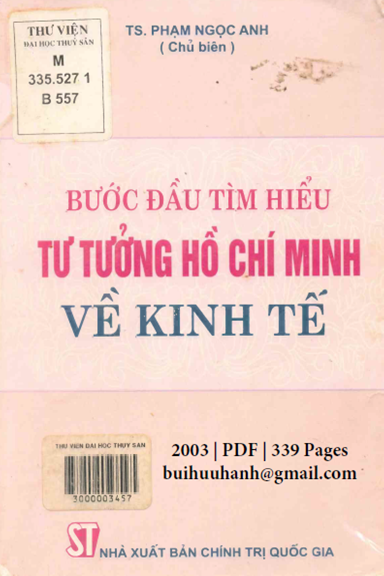 THƯ VIỆN
ĐẠI HỌC THUỶ SẢN
M
335.527 1
B 557
TS. PHẠM NGỌC ANH
( Chủ biên )
BƯỚC ĐẦU TÌM HIỂU
TƯ TƯỞNG HỒ CHÍ MINH
VỀ KINH TẾ
THƯ VIỆN ĐẠI HỌC THUỶ SẢN
3000003457
2003 | PDF | 339 Pages
buihuuhanh@gmail.com
ST NHÀ XUẤT BẢN CHÍNH TRỊ QUỐC GIA